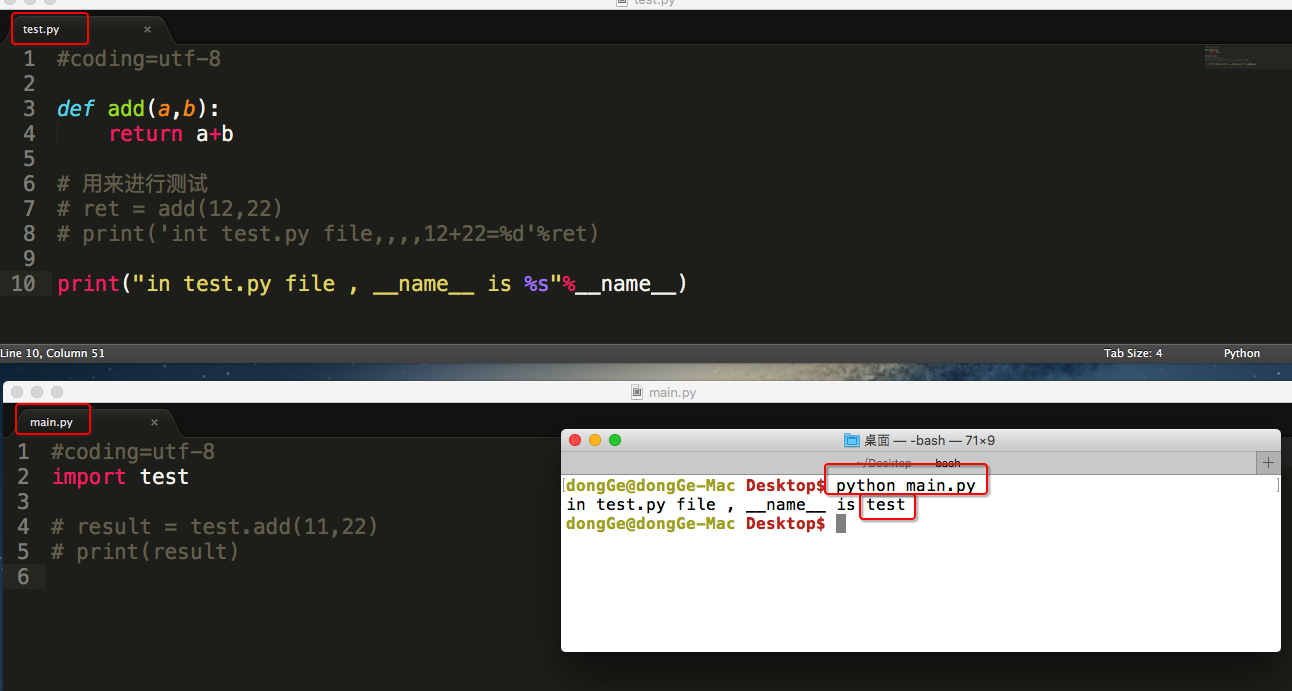 test.py
test.py
1 #coding=utf-8
2
3 def add(a,b):
4 return a+b
5
6 # 用来进行测试
7 # ret = add(12,22)
8 # print('int test.py file,,,,12+22=%d'%ret)
9
10 print("in test.py file , __name__ is %s"%__name__)
Line 10, Column 51
Tab Size: 4
Python
main.py
main.py
1 #coding=utf-8
2 import test
3
4 # result = test.add(11,22)
5 # print(result)
6
桌面 — -bash — 71×9
~/Desktop — -bash
dongGe@dongGe-Mac Desktop$ python main.py
in test.py file , __name__ is test
dongGe@dongGe-Mac Desktop$